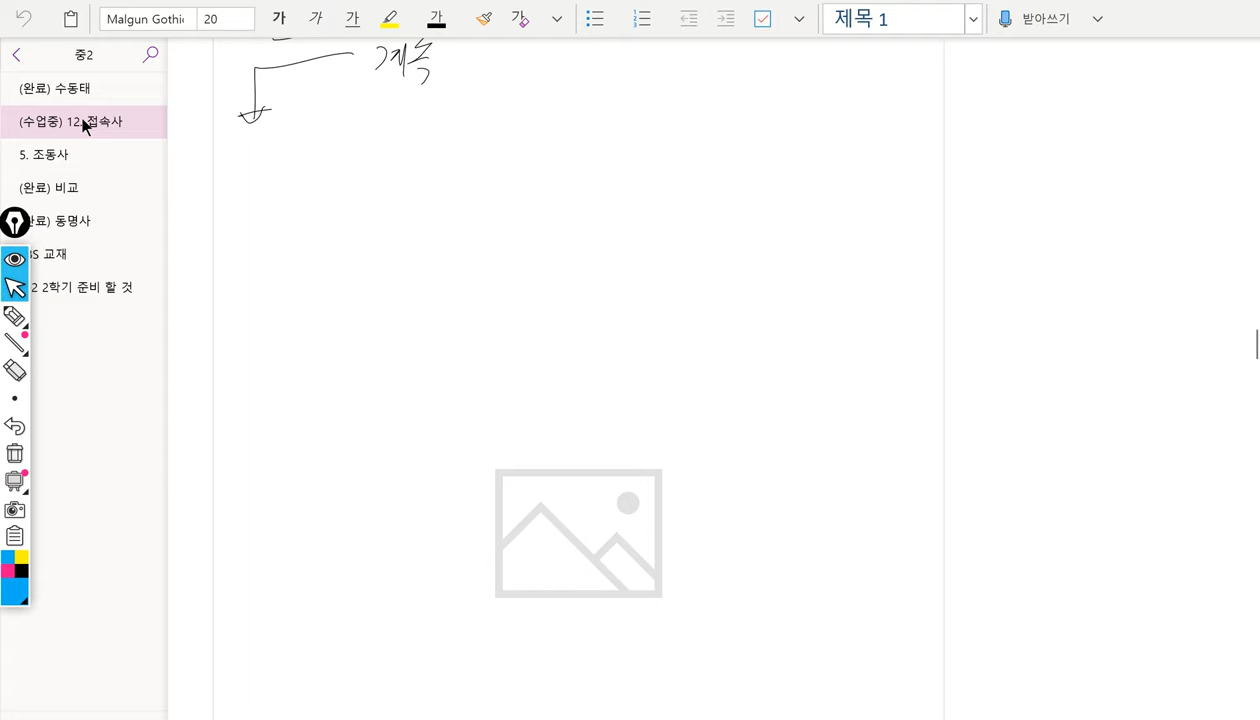 Malgun Gothic
20
가 가 가 가 가
제목 1
받아쓰기
중2
계속
(완료) 수동태
(수업중) 12. 접속사
5. 조동사
(완료) 비교
료) 동명사
BS 교재
2 2학기 준비 할 것